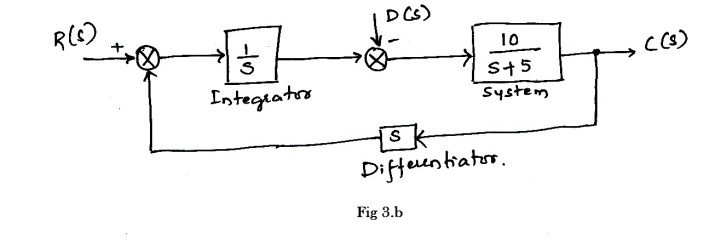 D(s)
R(s) + - C(s)
1
s
10
s+5
Integrator
System
s
Differentiator.
Fig 3.b